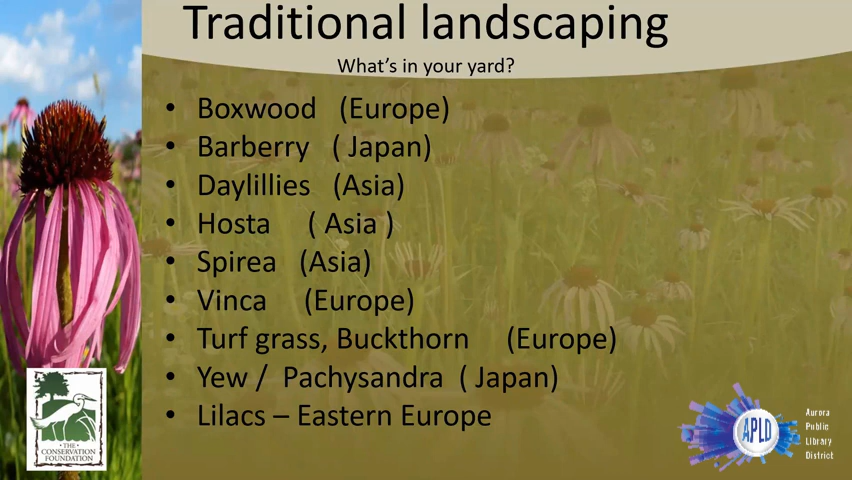 Traditional landscaping
What's in your yard?
• Boxwood (Europe)
• Barberry ( Japan)
• Daylillies (Asia)
• Hosta ( Asia )
• Spirea (Asia)
• Vinca (Europe)
• Turf grass, Buckthorn (Europe)
• Yew / Pachysandra ( Japan)
• Lilacs – Eastern Europe
• THE •
CONSERVATION
FOUNDATION
APLD
Aurora
Public
Library
District